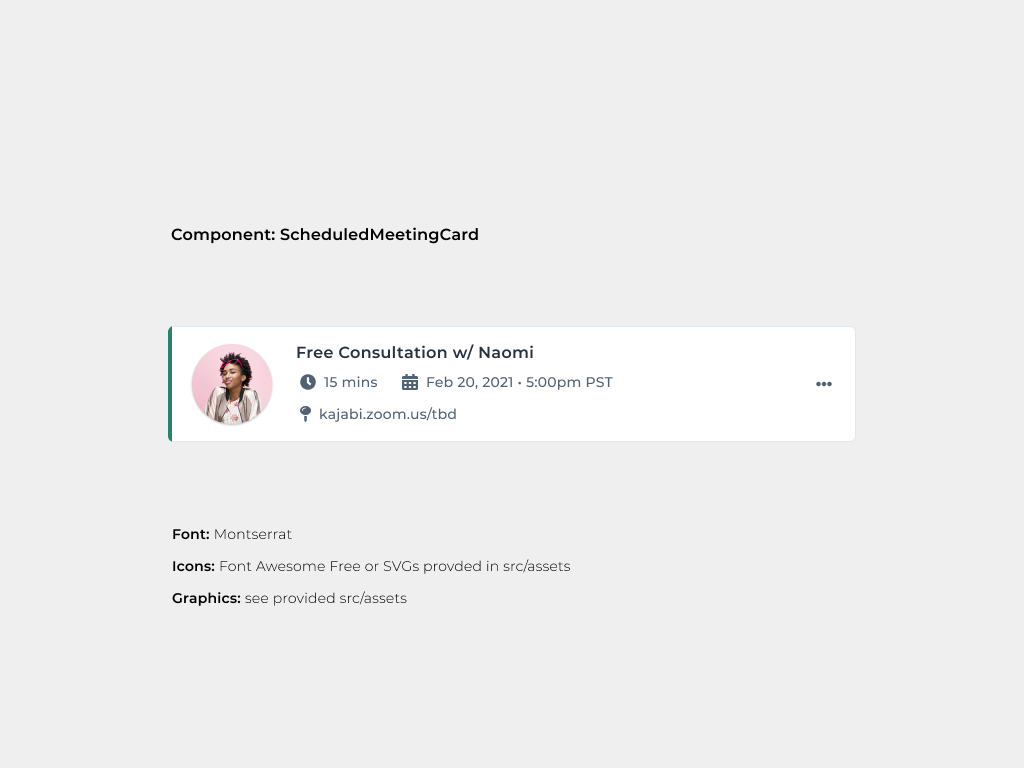 Component: ScheduledMeetingCard
Free Consultation w/ Naomi
15 mins Feb 20, 2021 • 5:00pm PST
kajabi.zoom.us/tbd
Font: Montserrat
Icons: Font Awesome Free or SVGs provded in src/assets
Graphics: see provided src/assets